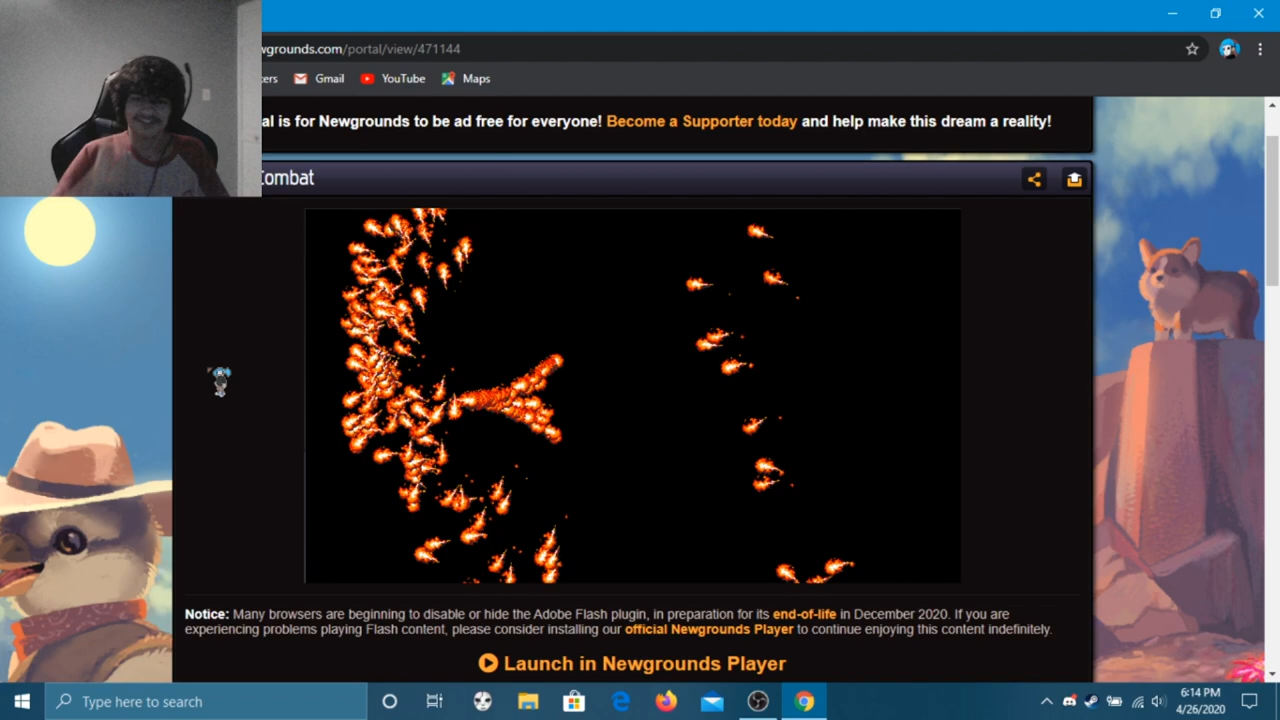 wgrounds.com/portal/view/471144
ers Gmail YouTube Maps
al is for Newgrounds to be ad free for everyone! Become a Supporter today and help make this dream a reality!
Combat
Notice: Many browsers are beginning to disable or hide the Adobe Flash plugin, in preparation for its end-of-life in December 2020. If you are
experiencing problems playing Flash content, please consider installing our official Newgrounds Player to continue enjoying this content indefinitely.
Launch in Newgrounds Player
Type here to search
6:14 PM
4/26/2020